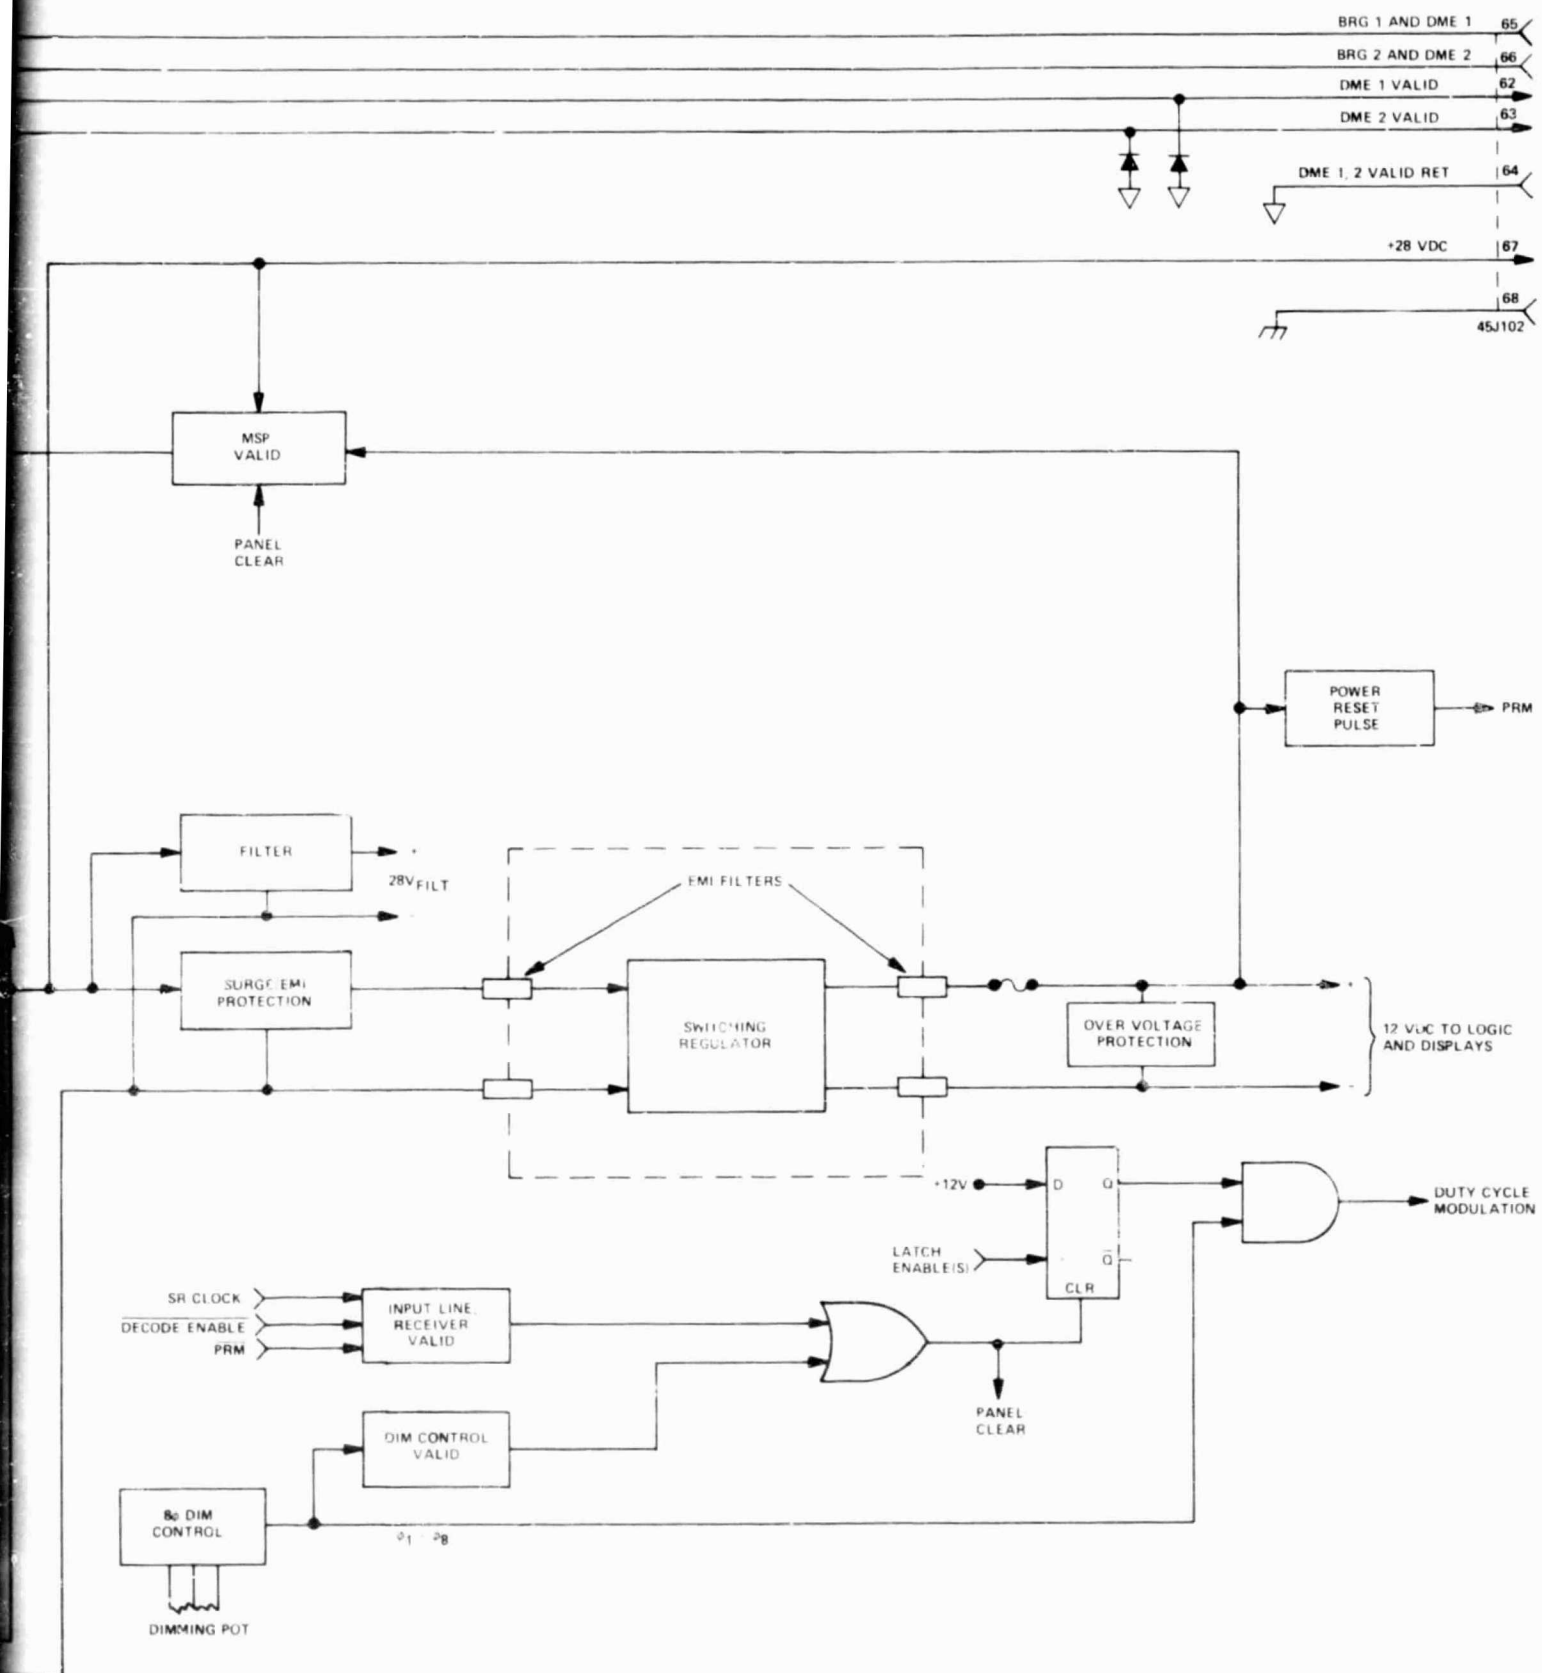 BRG 1 AND DME 1 65
BRG 2 AND DME 2 66
DME 1 VALID 62
DME 2 VALID 63
DME 1, 2 VALID RET 64
+28 VDC 67
68
45J102
MSP
VALID
PANEL
CLEAR
POWER
RESET
PULSE
PRM
FILTER
+
28VFILT
-
EMI FILTERS
SURGE/EMI
PROTECTION
SWITCHING
REGULATOR
OVER VOLTAGE
PROTECTION
+
12 VDC TO LOGIC
AND DISPLAYS
-
+12V
D Q
LATCH
ENABLE(S)
Q̅
CLR
DUTY CYCLE
MODULATION
SR CLOCK
DECODE ENABLE
PRM
INPUT LINE
RECEIVER
VALID
PANEL
CLEAR
DIM CONTROL
VALID
8φ DIM
CONTROL
φ1 - φ8
DIMMING POT